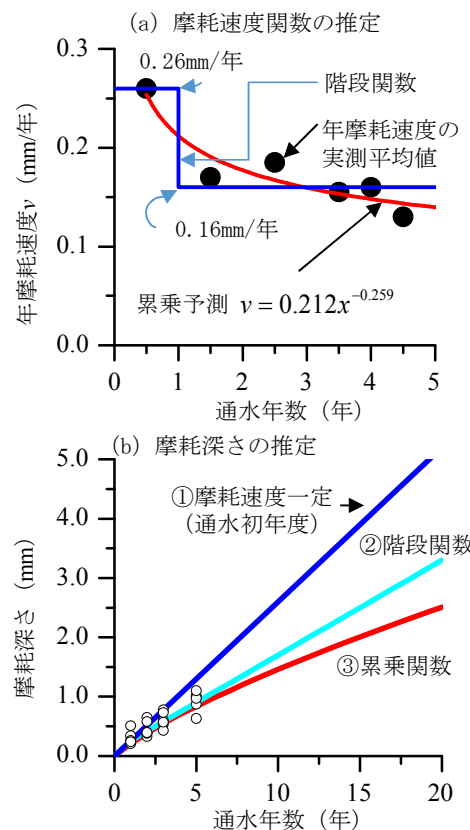 (a) 摩耗速度関数の推定
0.3
0.2
0.1
0.0
年摩耗速度v (mm/年)
0.26mm/年
階段関数
年摩耗速度の
実測平均値
0.16mm/年
累乗予測 v = 0.212x^{-0.259}
0 1 2 3 4 5
通水年数 (年)
(b) 摩耗深さの推定
5.0
4.0
3.0
2.0
1.0
0.0
摩耗深さ (mm)
①摩耗速度一定
(通水初年度)
②階段関数
③累乗関数
0 5 10 15 20
通水年数 (年)